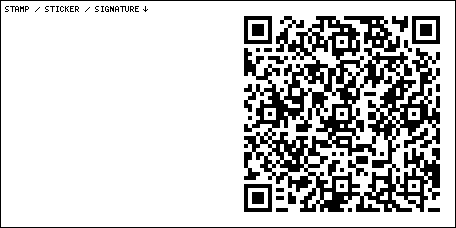 STAMP / STICKER / SIGNATURE ↓